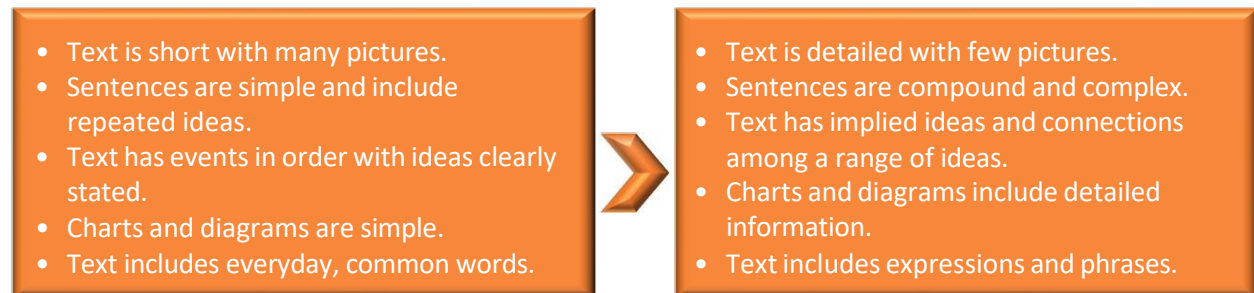 • Text is short with many pictures.
• Sentences are simple and include
repeated ideas.
• Text has events in order with ideas clearly
stated.
• Charts and diagrams are simple.
• Text includes everyday, common words.
• Text is detailed with few pictures.
• Sentences are compound and complex.
• Text has implied ideas and connections
among a range of ideas.
• Charts and diagrams include detailed
information.
• Text includes expressions and phrases.